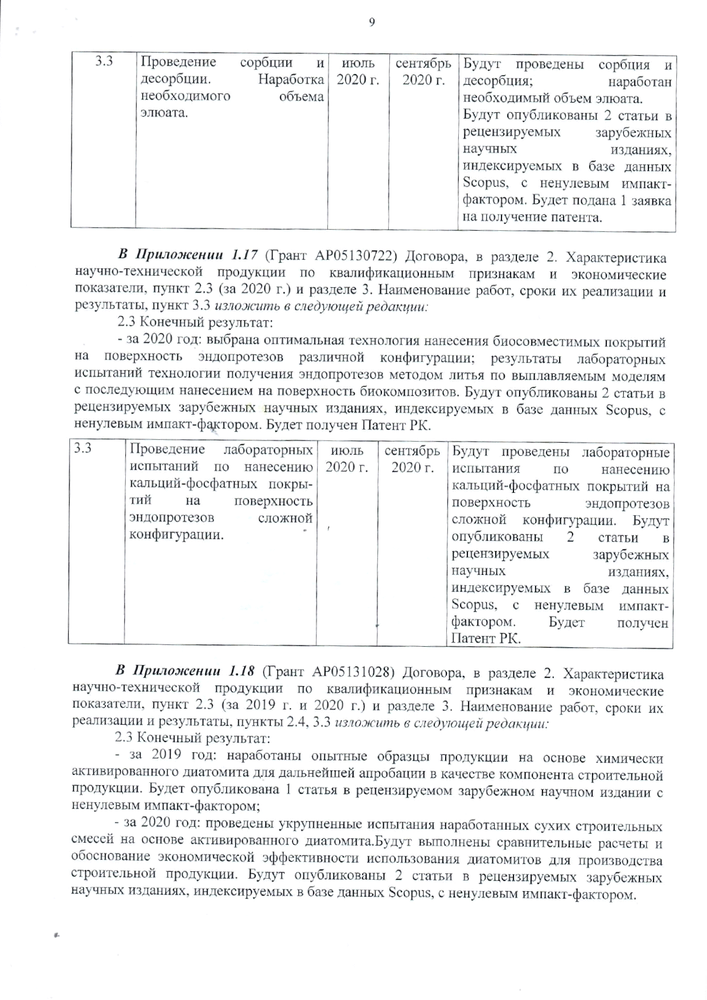 9
3.3
Проведение сорбции и
десорбции. Наработка
необходимого объема
элюата.
июль
2020 г.
сентябрь
2020 г.
Будут проведены сорбция и
десорбция; наработан
необходимый объем элюата.
Будут опубликованы 2 статьи в
рецензируемых зарубежных
научных изданиях,
индексируемых в базе данных
Scopus, с ненулевым импакт-
фактором. Будет подана 1 заявка
на получение патента.
В Приложении 1.17 (Грант АР05130722) Договора, в разделе 2. Характеристика
научно-технической продукции по квалификационным признакам и экономические
показатели, пункт 2.3 (за 2020 г.) и разделе 3. Наименование работ, сроки их реализации и
результаты, пункт 3.3 изложить в следующей редакции:
2.3 Конечный результат:
- за 2020 год: выбрана оптимальная технология нанесения биосовместимых покрытий
на поверхность эндопротезов различной конфигурации; результаты лабораторных
испытаний технологии получения эндопротезов методом литья по выплавляемым моделям
с последующим нанесением на поверхность биокомпозитов. Будут опубликованы 2 статьи в
рецензируемых зарубежных научных изданиях, индексируемых в базе данных Scopus, с
ненулевым импакт-фактором. Будет получен Патент РК.
3.3
Проведение лабораторных
испытаний по нанесению
кальций-фосфатных покры-
тий на поверхность
эндопротезов сложной
конфигурации.
июль
2020 г.
сентябрь
2020 г.
Будут проведены лабораторные
испытания по нанесению
кальций-фосфатных покрытий на
поверхность эндопротезов
сложной конфигурации. Будут
опубликованы 2 статьи в
рецензируемых зарубежных
научных изданиях,
индексируемых в базе данных
Scopus, с ненулевым импакт-
фактором. Будет получен
Патент РК.
В Приложении 1.18 (Грант АР05131028) Договора, в разделе 2. Характеристика
научно-технической продукции по квалификационным признакам и экономические
показатели, пункт 2.3 (за 2019 г. и 2020 г.) и разделе 3. Наименование работ, сроки их
реализации и результаты, пункты 2.4, 3.3 изложить в следующей редакции:
2.3 Конечный результат:
- за 2019 год: наработаны опытные образцы продукции на основе химически
активированного диатомита для дальнейшей апробации в качестве компонента строительной
продукции. Будет опубликована 1 статья в рецензируемом зарубежном научном издании с
ненулевым импакт-фактором;
- за 2020 год: проведены укрупненные испытания наработанных сухих строительных
смесей на основе активированного диатомита.Будут выполнены сравнительные расчеты и
обоснование экономической эффективности использования диатомитов для производства
строительной продукции. Будут опубликованы 2 статьи в рецензируемых зарубежных
научных изданиях, индексируемых в базе данных Scopus, с ненулевым импакт-фактором.